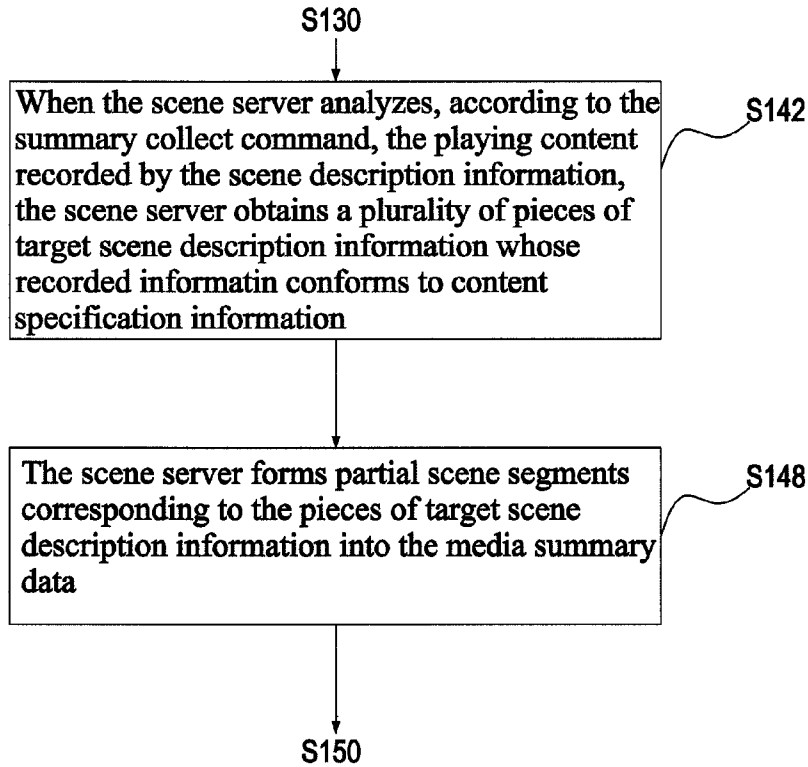 S130
When the scene server analyzes, according to the
summary collect command, the playing content
recorded by the scene description information,
the scene server obtains a plurality of pieces of
target scene description information whose
recorded informatin conforms to content
specification information
S142
The scene server forms partial scene segments
corresponding to the pieces of target scene
description information into the media summary
data
S148
S150